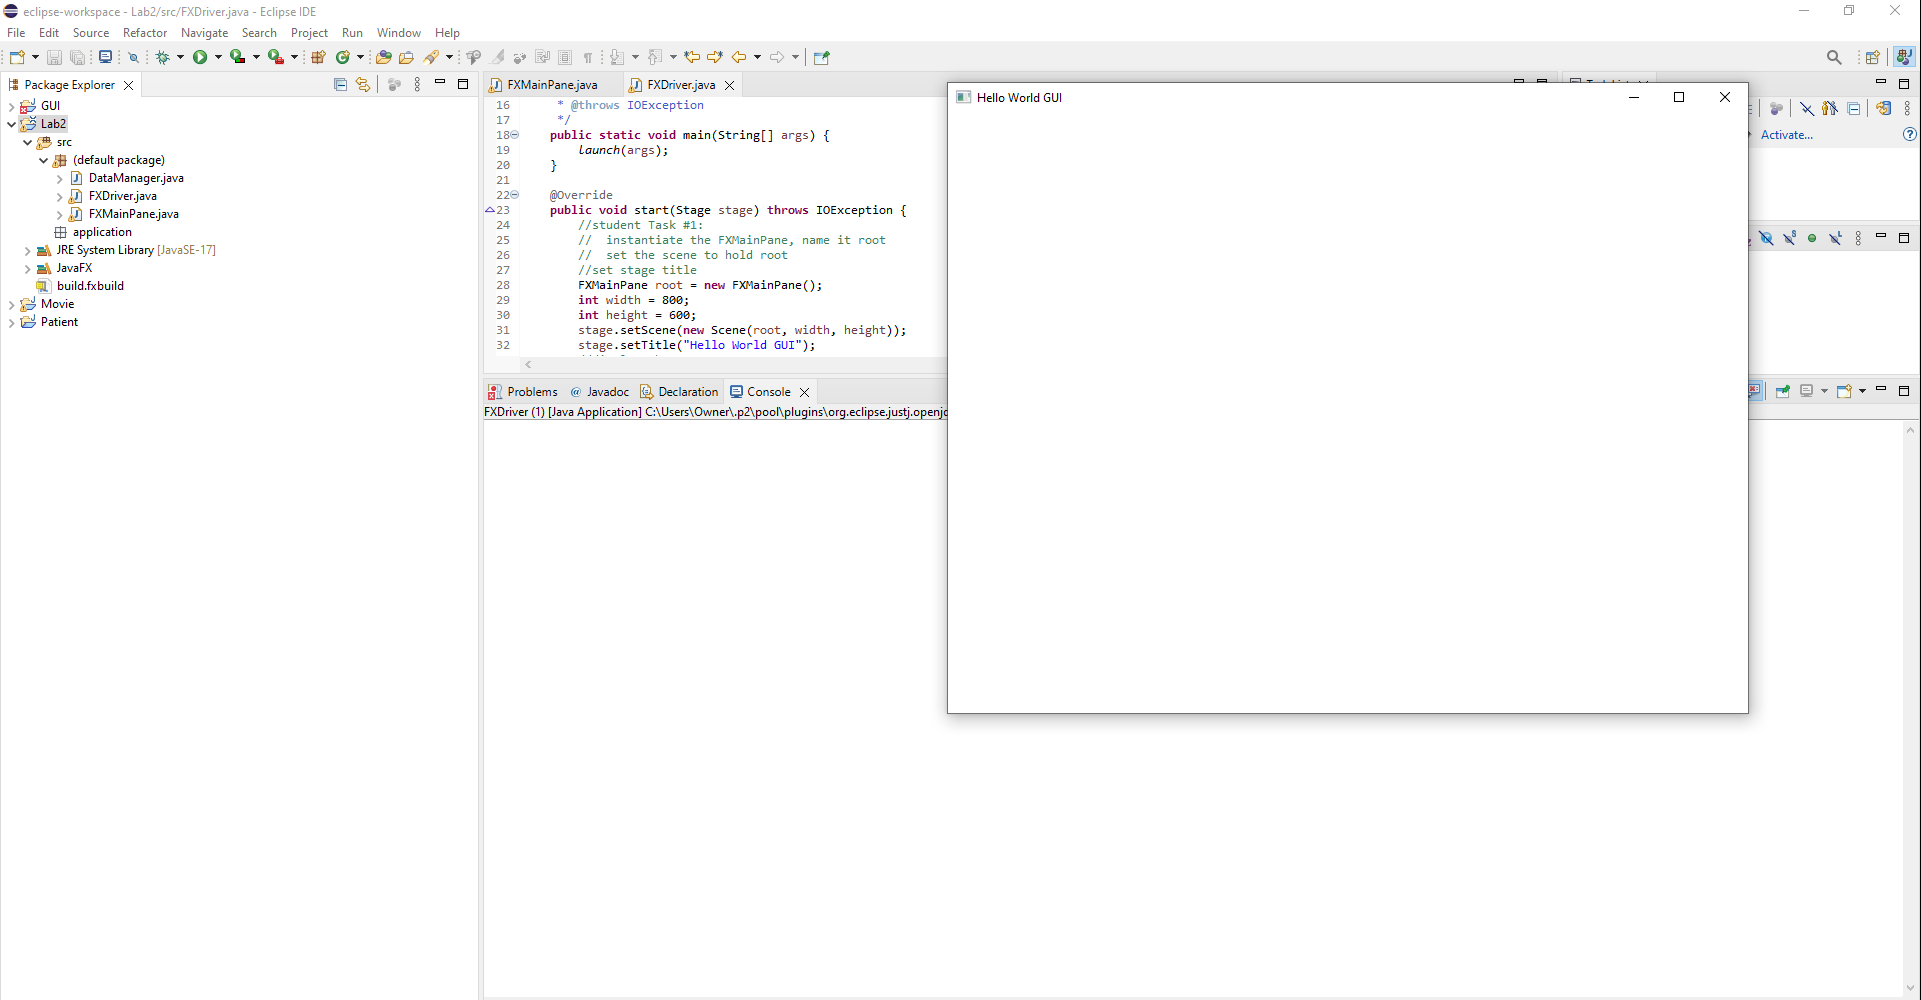 eclipse-workspace - Lab2/src/FXDriver.java - Eclipse IDE
File Edit Source Refactor Navigate Search Project Run Window Help
Package Explorer
GUI
Lab2
src
(default package)
DataManager.java
FXDriver.java
FXMainPane.java
application
JRE System Library [JavaSE-17]
JavaFX
build.fxbuild
Movie
Patient
FXMainPane.java FXDriver.java
16 * @throws IOException
17 */
18 public static void main(String[] args) {
19 launch(args);
20 }
21
22 @Override
23 public void start(Stage stage) throws IOException {
24 //student Task #1:
25 // instantiate the FXMainPane, name it root
26 // set the scene to hold root
27 //set stage title
28 FXMainPane root = new FXMainPane();
29 int width = 800;
30 int height = 600;
31 stage.setScene(new Scene(root, width, height));
32 stage.setTitle("Hello World GUI");
Problems @ Javadoc Declaration Console
FXDriver (1) [Java Application] C:\Users\Owner\.p2\pool\plugins\org.eclipse.justj.openjd
Hello World GUI
Activate...